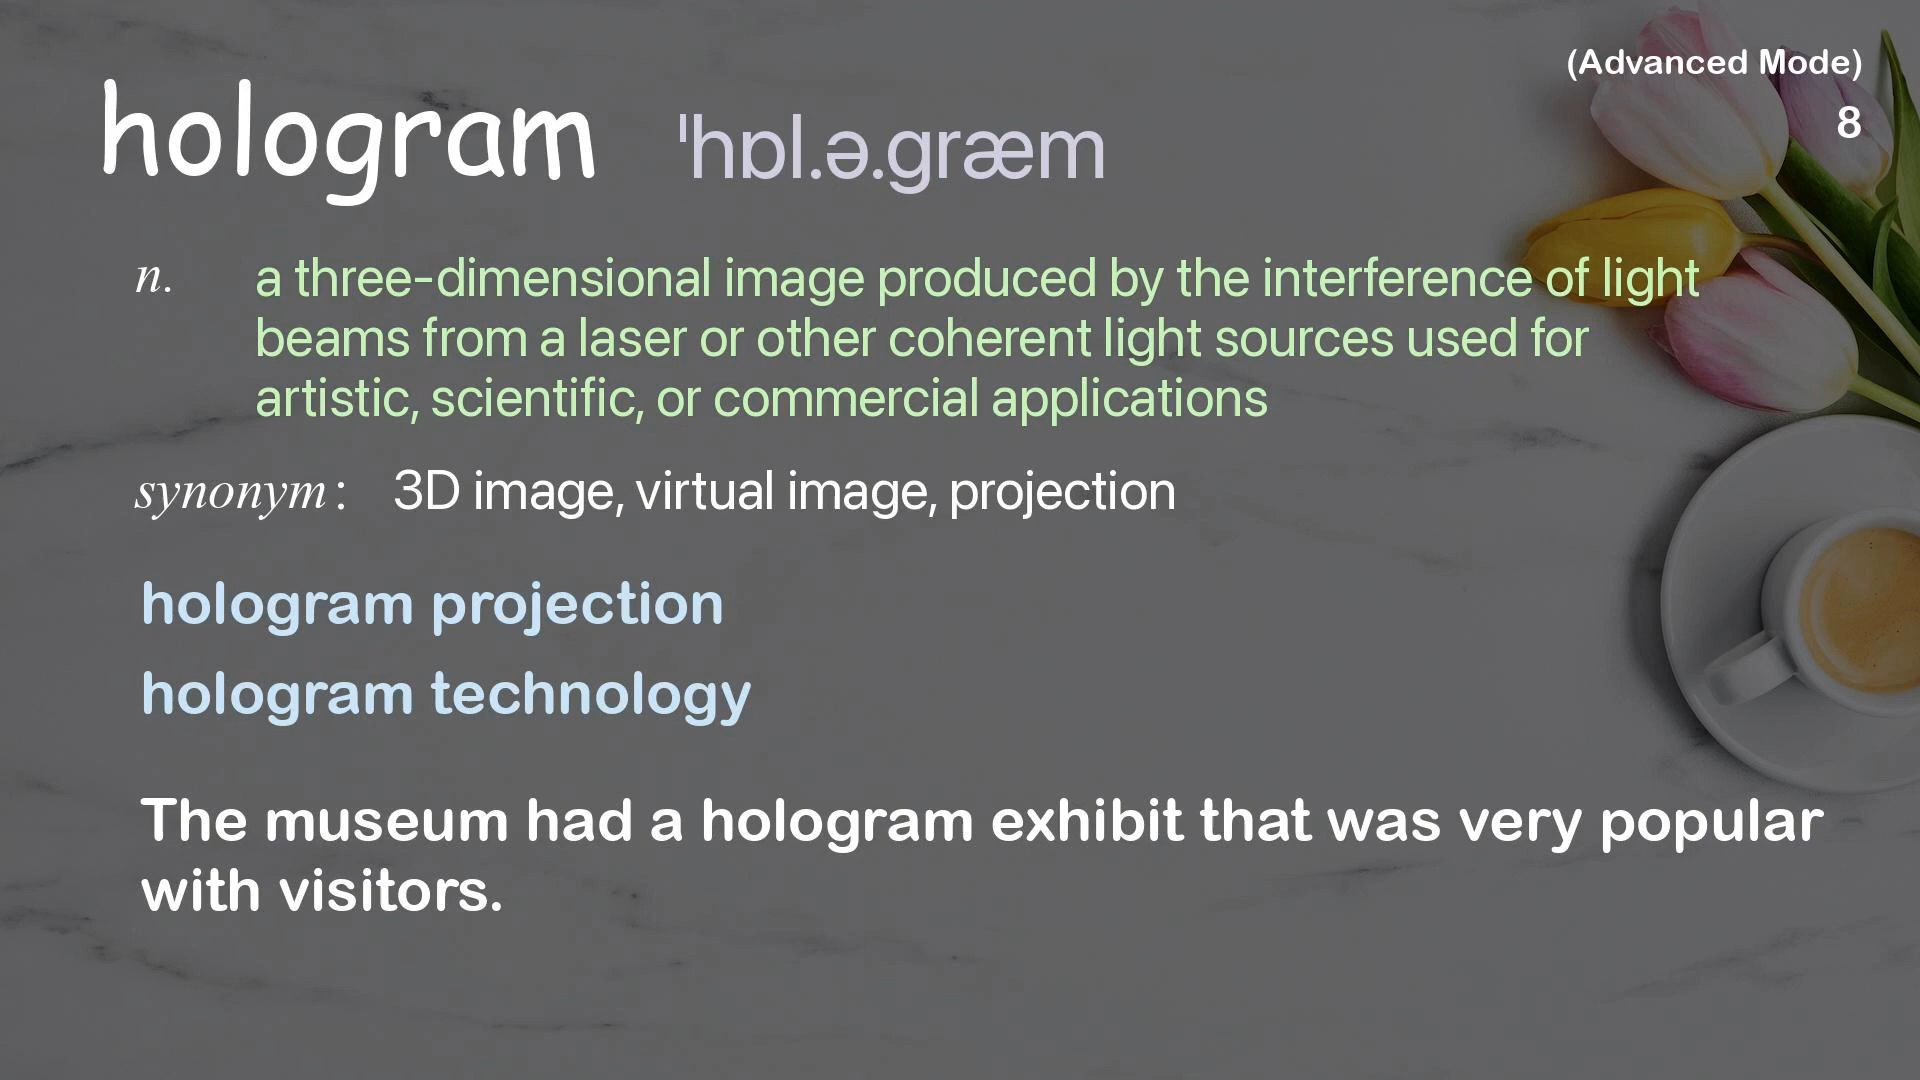 (Advanced Mode)
8
hologram ˈhɒl.ə.græm
n. a three-dimensional image produced by the interference of light
beams from a laser or other coherent light sources used for
artistic, scientific, or commercial applications
synonym: 3D image, virtual image, projection
hologram projection
hologram technology
The museum had a hologram exhibit that was very popular
with visitors.